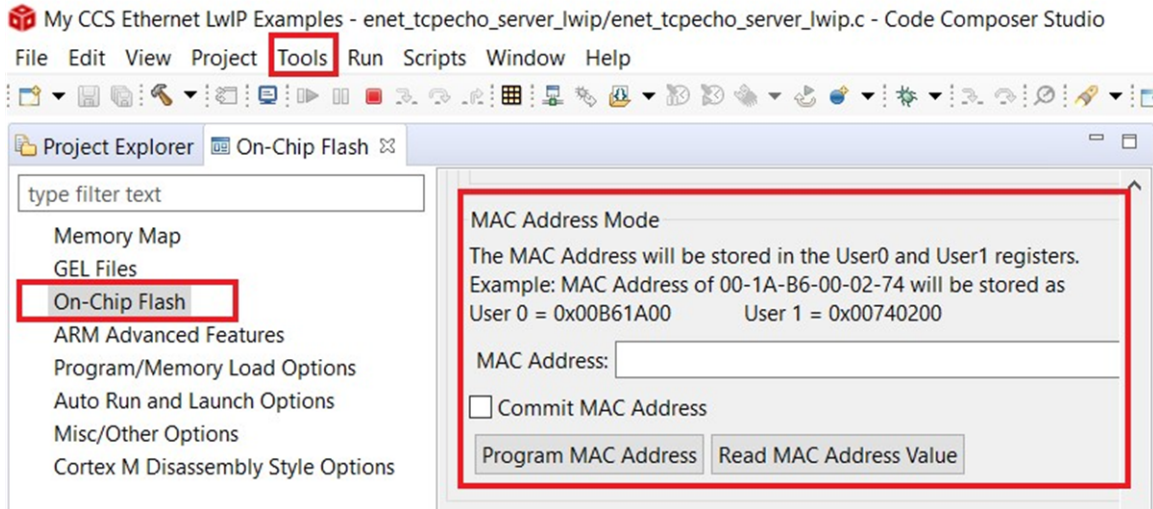 My CCS Ethernet LwIP Examples - enet_tcpecho_server_lwip/enet_tcpecho_server_lwip.c - Code Composer Studio
File Edit View Project Tools Run Scripts Window Help
Project Explorer On-Chip Flash
type filter text
Memory Map
GEL Files
On-Chip Flash
ARM Advanced Features
Program/Memory Load Options
Auto Run and Launch Options
Misc/Other Options
Cortex M Disassembly Style Options
MAC Address Mode
The MAC Address will be stored in the User0 and User1 registers.
Example: MAC Address of 00-1A-B6-00-02-74 will be stored as
User 0 = 0x00B61A00 User 1 = 0x00740200
MAC Address:
Commit MAC Address
Program MAC Address Read MAC Address Value